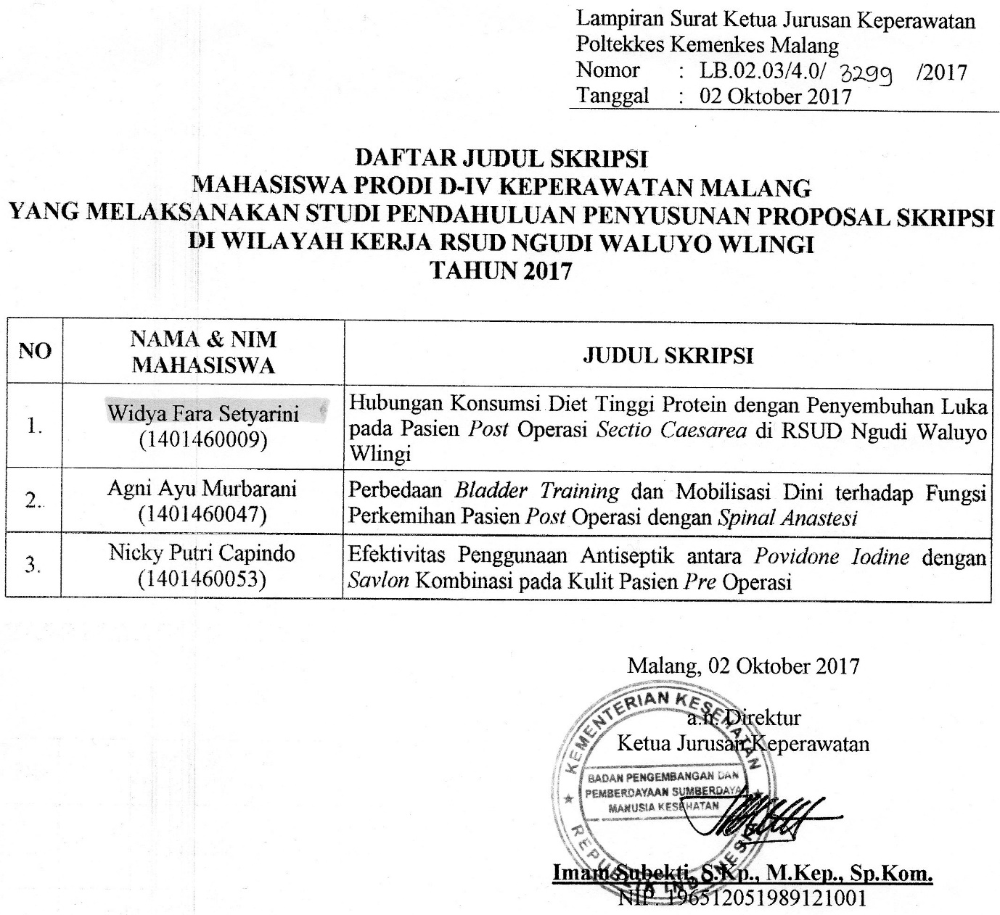 Lampiran Surat Ketua Jurusan Keperawatan
Poltekkes Kemenkes Malang
Nomor : LB.02.03/4.0/ 3299 /2017
Tanggal : 02 Oktober 2017
DAFTAR JUDUL SKRIPSI
MAHASISWA PRODI D-IV KEPERAWATAN MALANG
YANG MELAKSANAKAN STUDI PENDAHULUAN PENYUSUNAN PROPOSAL SKRIPSI
DI WILAYAH KERJA RSUD NGUDI WALUYO WLINGI
TAHUN 2017
NO
NAMA & NIM
MAHASISWA
JUDUL SKRIPSI
1.
Widya Fara Setyarini
(1401460009)
Hubungan Konsumsi Diet Tinggi Protein dengan Penyembuhan Luka
pada Pasien Post Operasi Sectio Caesarea di RSUD Ngudi Waluyo
Wlingi
2.
Agni Ayu Murbarani
(1401460047)
Perbedaan Bladder Training dan Mobilisasi Dini terhadap Fungsi
Perkemihan Pasien Post Operasi dengan Spinal Anastesi
3.
Nicky Putri Capindo
(1401460053)
Efektivitas Penggunaan Antiseptik antara Povidone Iodine dengan
Savlon Kombinasi pada Kulit Pasien Pre Operasi
Malang, 02 Oktober 2017
a.n. Direktur
Ketua Jurusan Keperawatan
KEMENTERIAN KESEHATAN
BADAN PENGEMBANGAN DAN
PEMBERDAYAAN SUMBERDAYA
MANUSIA KESEHATAN
REPUBLIK INDONESIA
Imam Subekti, S.Kp., M.Kep., Sp.Kom.
NIP. 196512051989121001